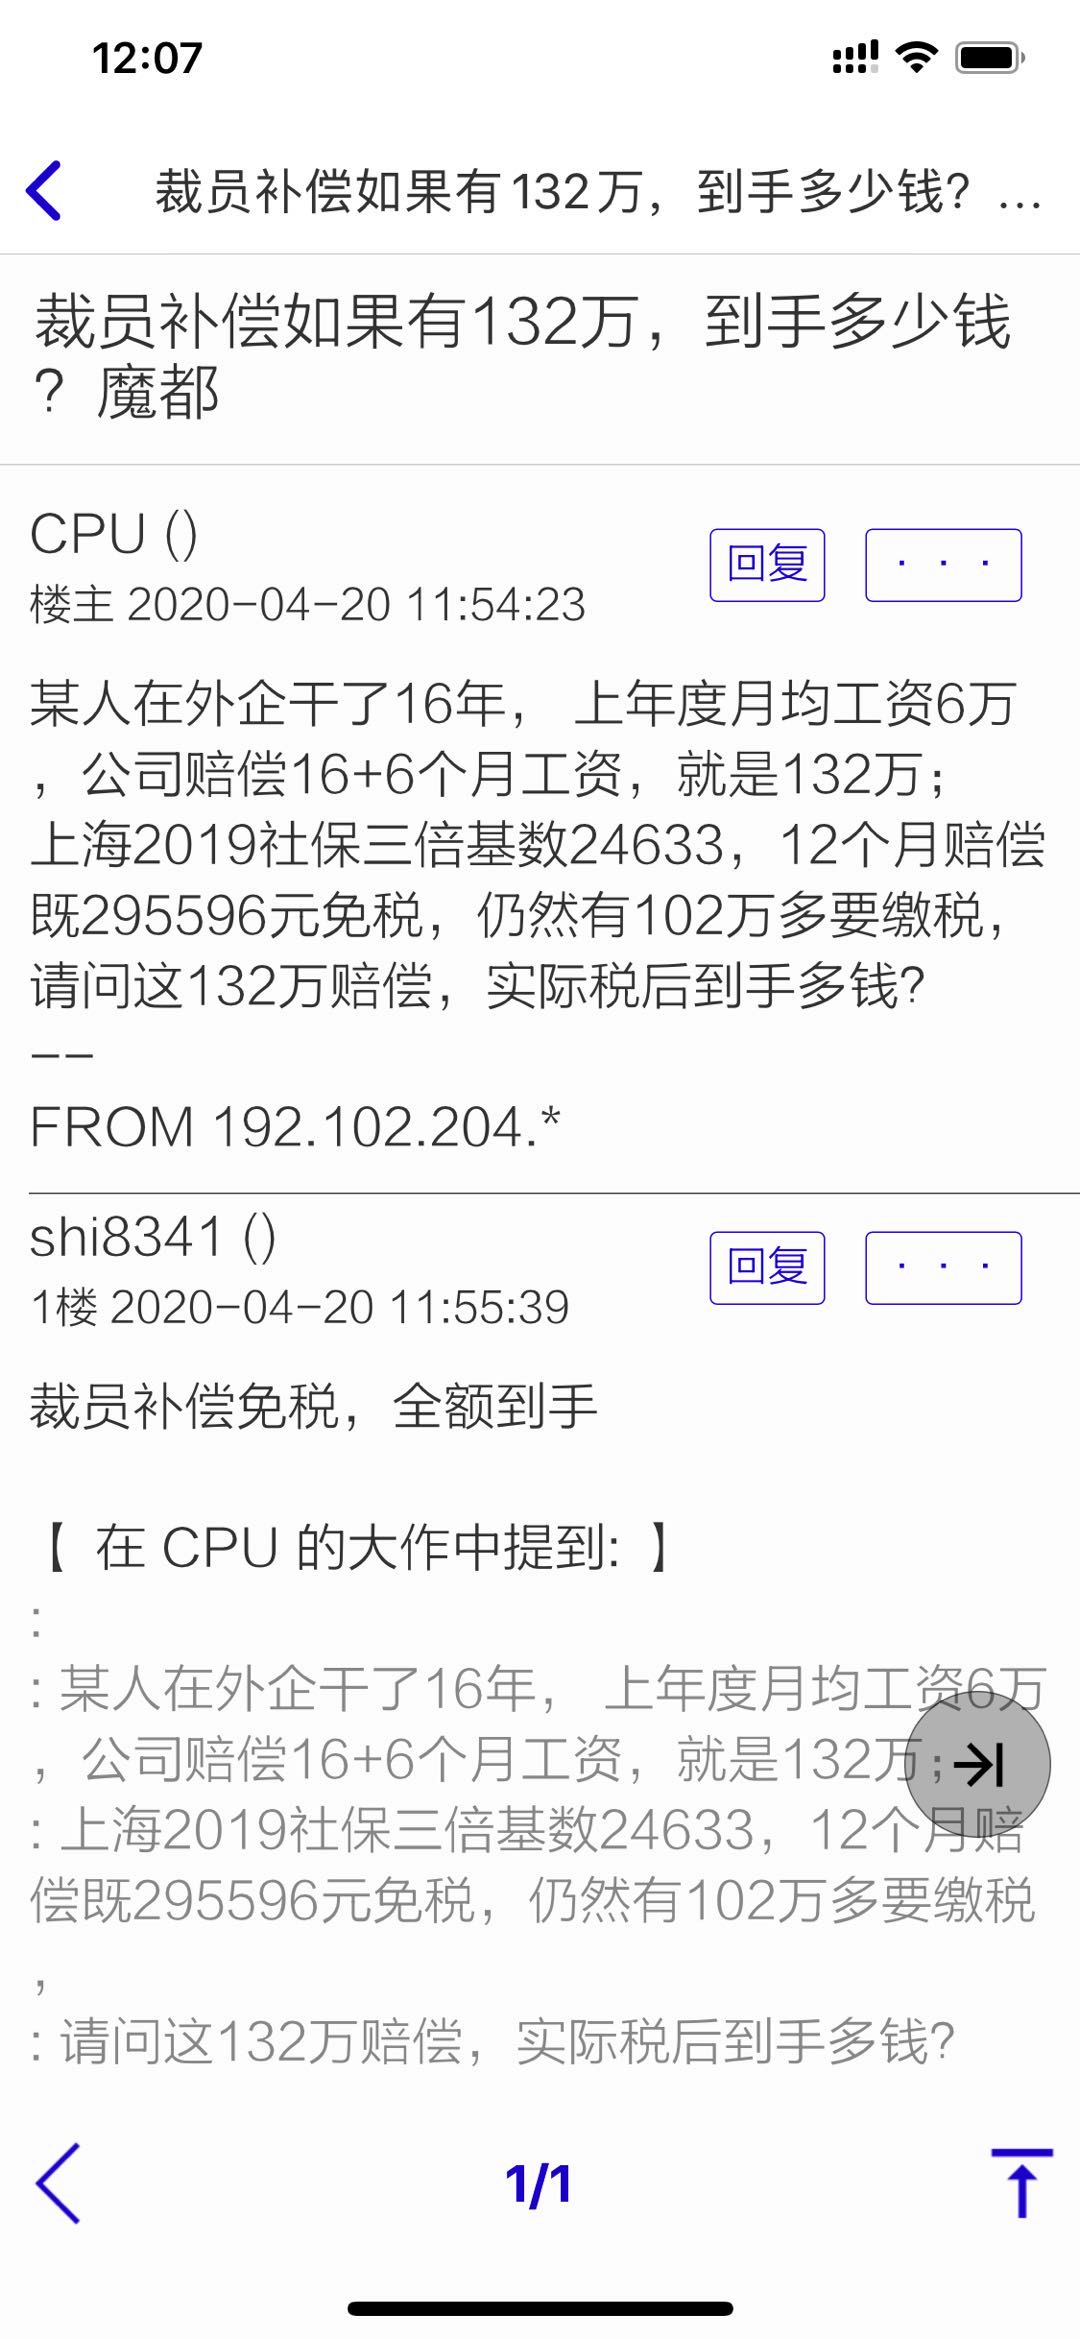 12:07
裁员补偿如果有132万，到手多少钱？...
裁员补偿如果有132万，到手多少钱
？魔都
CPU ()
回复
· · ·
楼主 2020-04-20 11:54:23
某人在外企干了16年， 上年度月均工资6万
，公司赔偿16+6个月工资，就是132万；
上海2019社保三倍基数24633，12个月赔偿
既295596元免税，仍然有102万多要缴税，
请问这132万赔偿，实际税后到手多钱?
--
FROM 192.102.204.*
shi8341 ()
回复
· · ·
1楼 2020-04-20 11:55:39
裁员补偿免税，全额到手
【 在 CPU 的大作中提到: 】
:
: 某人在外企干了16年， 上年度月均工资6万
，公司赔偿16+6个月工资，就是132万；
: 上海2019社保三倍基数24633，12个月赔
偿既295596元免税，仍然有102万多要缴税
，
: 请问这132万赔偿，实际税后到手多钱?
1/1